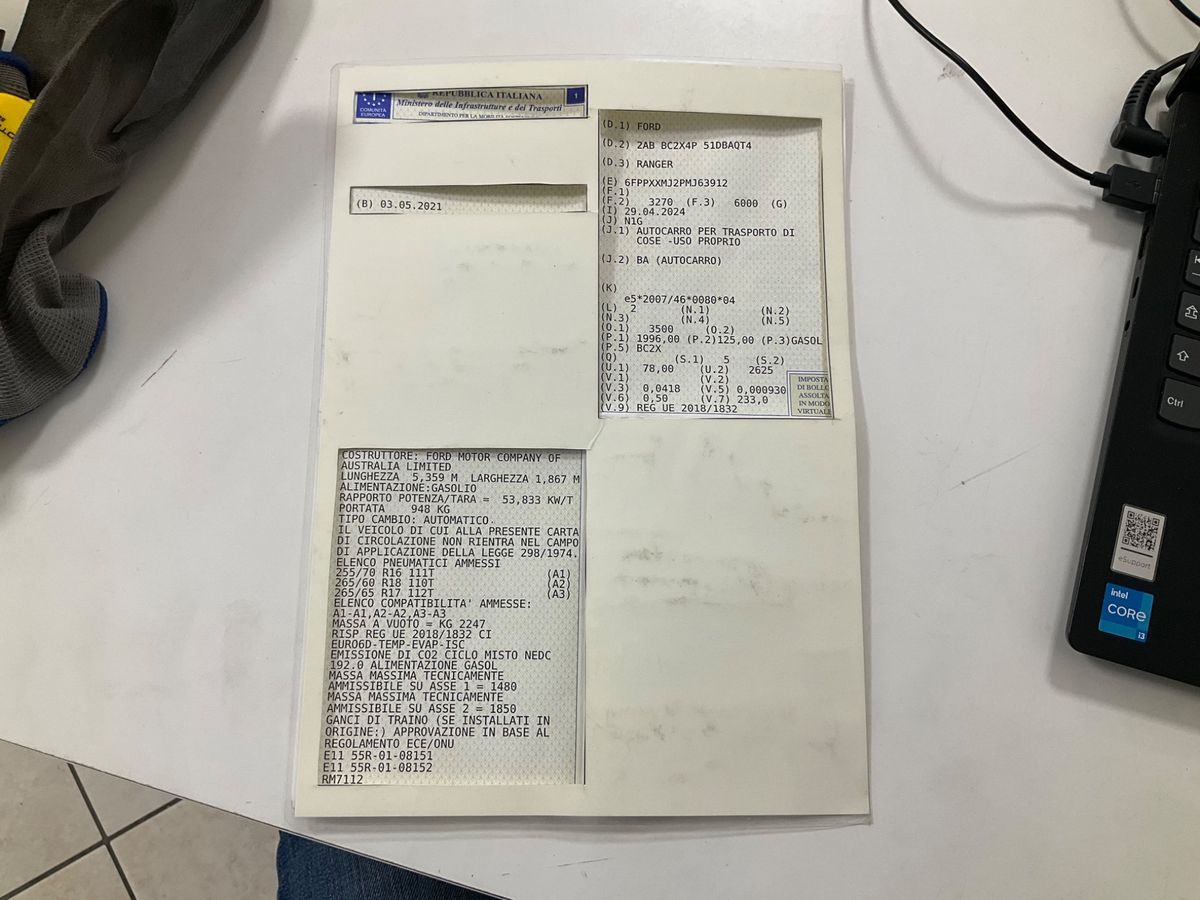 COMUNITÀ
EUROPEA
REPUBBLICA ITALIANA
Ministero delle Infrastrutture e dei Trasporti
1
(B) 03.05.2021
(D.1) FORD
(D.2) 2AB BC2X4P 51DBAQT4
(D.3) RANGER
(E) 6FPPXXMJ2PMJ63912
(F.1)
(F.2) 3270 (F.3) 6000 (G)
(I) 29.04.2024
(J) N1G
(J.1) AUTOCARRO PER TRASPORTO DI
COSE -USO PROPRIO
(J.2) BA (AUTOCARRO)
(K)
e5*2007/46*0080*04
(L) 2 (N.1) (N.2)
(N.3) (N.4) (N.5)
(O.1) 3500 (O.2)
(P.1) 1996,00 (P.2)125,00 (P.3)GASOL
(P.5) BC2X
(Q) (S.1) 5 (S.2)
(U.1) 78,00 (U.2) 2625
(V.1) (V.2)
(V.3) 0,0418 (V.5) 0,000930
(V.6) 0,50 (V.7) 233,0
(V.9) REG UE 2018/1832
IMPOSTA
DI BOLLO
ASSOLTA
IN MODO
VIRTUALE
COSTRUTTORE: FORD MOTOR COMPANY OF
AUSTRALIA LIMITED
LUNGHEZZA 5,359 M LARGHEZZA 1,867 M
ALIMENTAZIONE:GASOLIO
RAPPORTO POTENZA/TARA = 53,833 KW/T
PORTATA 948 KG
TIPO CAMBIO: AUTOMATICO.
IL VEICOLO DI CUI ALLA PRESENTE CARTA
DI CIRCOLAZIONE NON RIENTRA NEL CAMPO
DI APPLICAZIONE DELLA LEGGE 298/1974.
ELENCO PNEUMATICI AMMESSI
255/70 R16 111T (A1)
265/60 R18 110T (A2)
265/65 R17 112T (A3)
ELENCO COMPATIBILITA' AMMESSE:
A1-A1,A2-A2,A3-A3
MASSA A VUOTO = KG 2247
RISP REG UE 2018/1832 CI
EURO6D-TEMP-EVAP-ISC
EMISSIONE DI CO2 CICLO MISTO NEDC
192.0 ALIMENTAZIONE GASOL
MASSA MASSIMA TECNICAMENTE
AMMISSIBILE SU ASSE 1 = 1480
MASSA MASSIMA TECNICAMENTE
AMMISSIBILE SU ASSE 2 = 1850
GANCI DI TRAINO (SE INSTALLATI IN
ORIGINE:) APPROVAZIONE IN BASE AL
REGOLAMENTO ECE/ONU
E11 55R-01-08151
E11 55R-01-08152
RM7112
Ctrl
eSupport
intel
CORE
i3